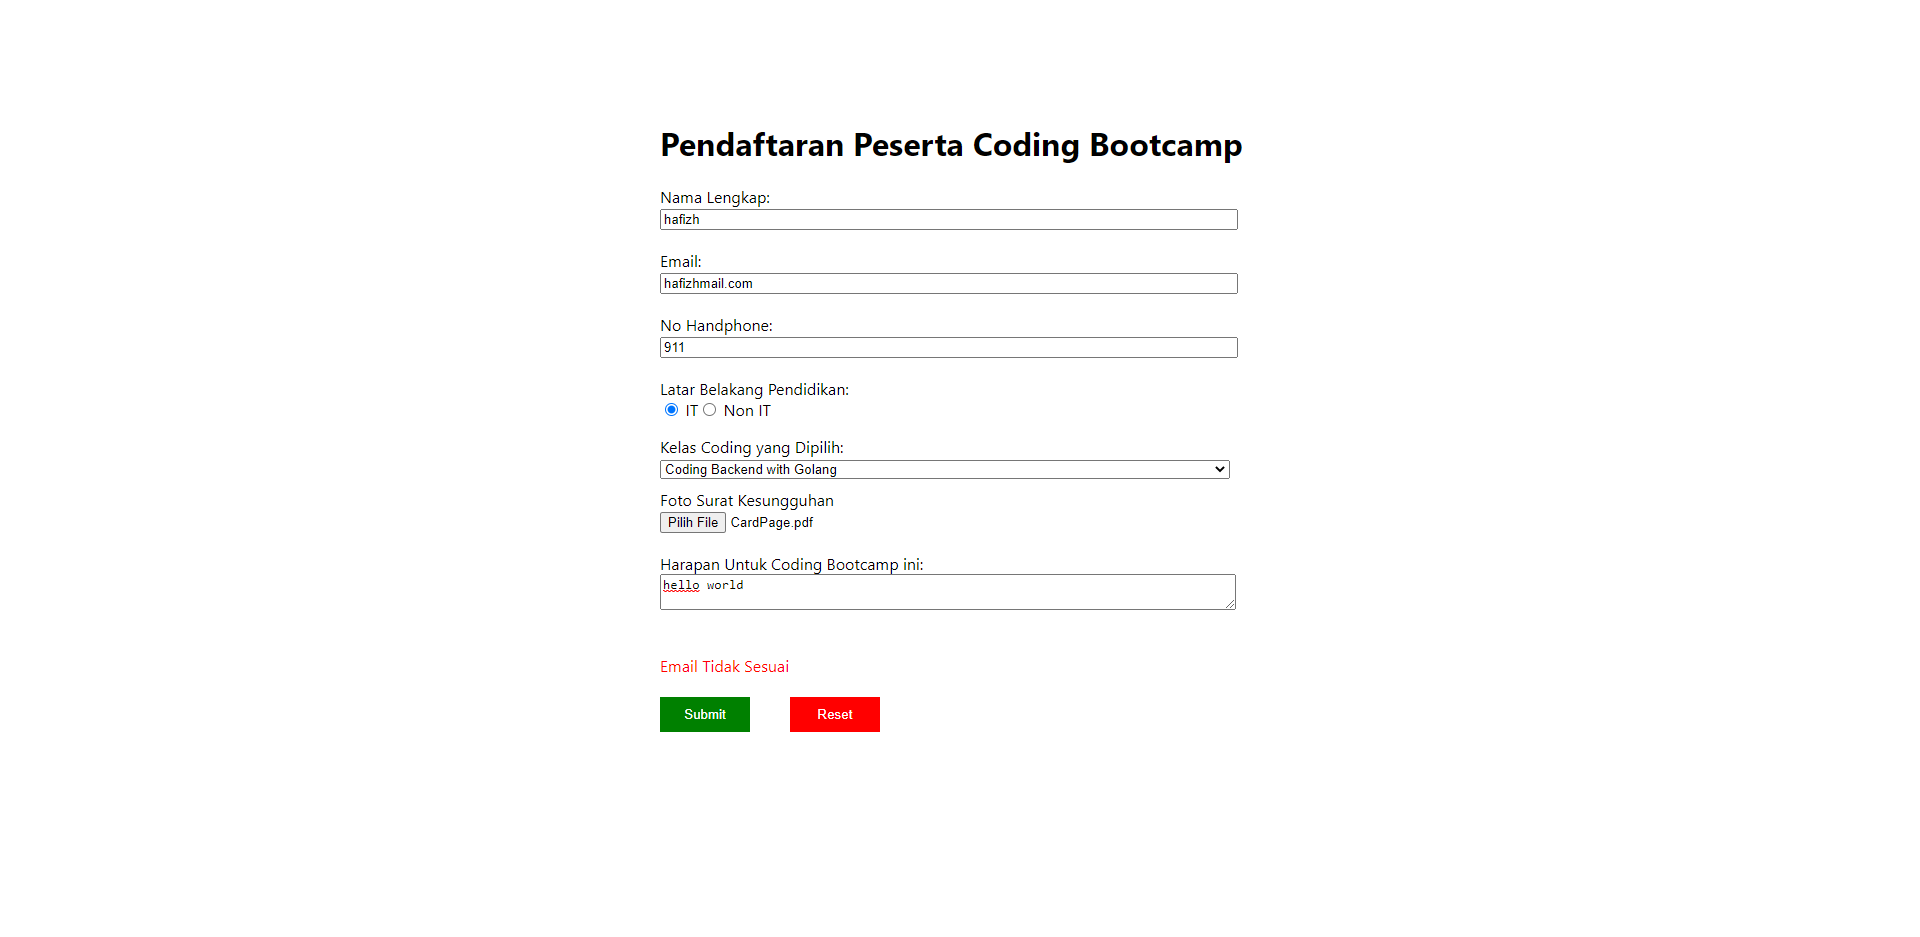 Pendaftaran Peserta Coding Bootcamp
Nama Lengkap:
hafizh
Email:
hafizhmail.com
No Handphone:
911
Latar Belakang Pendidikan:
IT Non IT
Kelas Coding yang Dipilih:
Coding Backend with Golang
Foto Surat Kesungguhan
Pilih File CardPage.pdf
Harapan Untuk Coding Bootcamp ini:
hello world
Email Tidak Sesuai
Submit Reset